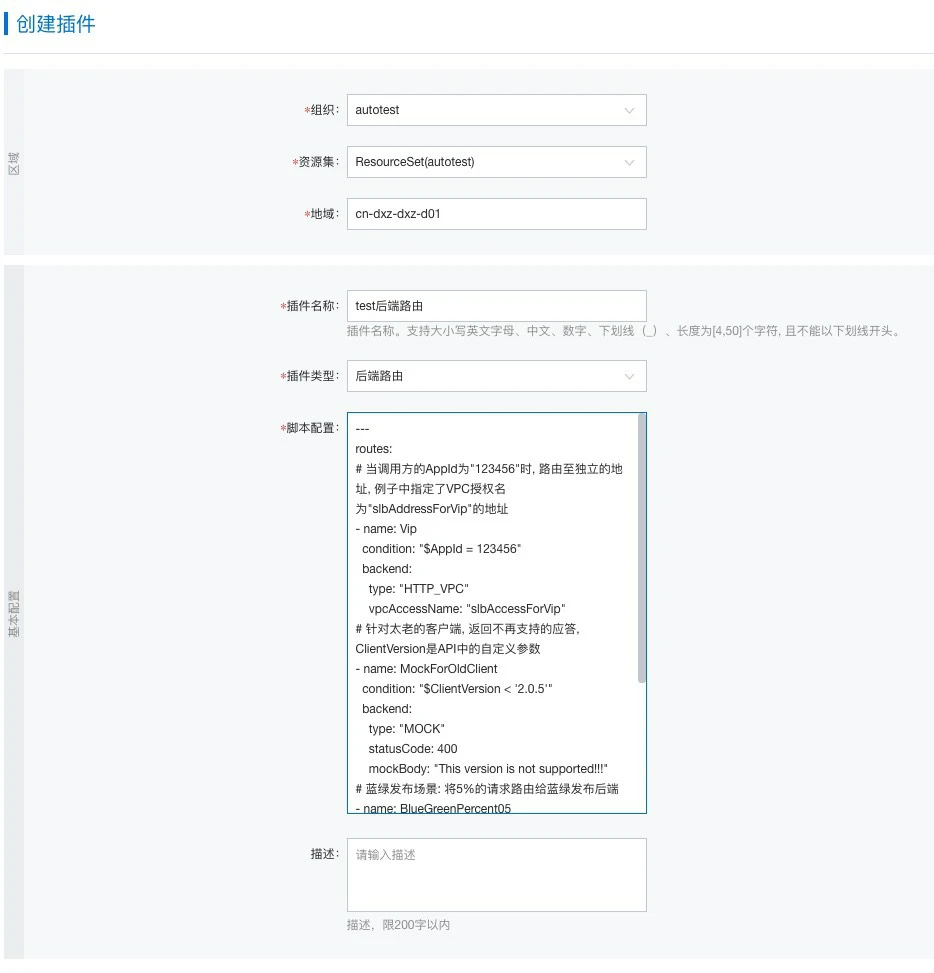 创建插件
区域
*组织: autotest
*资源集: ResourceSet(autotest)
*地域: cn-dxz-dxz-d01
基本配置
*插件名称: test后端路由
插件名称。支持大小写英文字母、中文、数字、下划线（_）、长度为[4,50]个字符, 且不能以下划线开头。
*插件类型: 后端路由
*脚本配置: ---
routes:
# 当调用方的AppId为"123456"时, 路由至独立的地
址, 例子中指定了VPC授权名
为"slbAddressForVip"的地址
- name: Vip
condition: "$AppId = 123456"
backend:
type: "HTTP_VPC"
vpcAccessName: "slbAccessForVip"
# 针对太老的客户端, 返回不再支持的应答,
ClientVersion是API中的自定义参数
- name: MockForOldClient
condition: "$ClientVersion < '2.0.5'"
backend:
type: "MOCK"
statusCode: 400
mockBody: "This version is not supported!!!"
# 蓝绿发布场景: 将5%的请求路由给蓝绿发布后端
- name: BlueGreenPercent05
描述: 请输入描述
描述，限200字以内